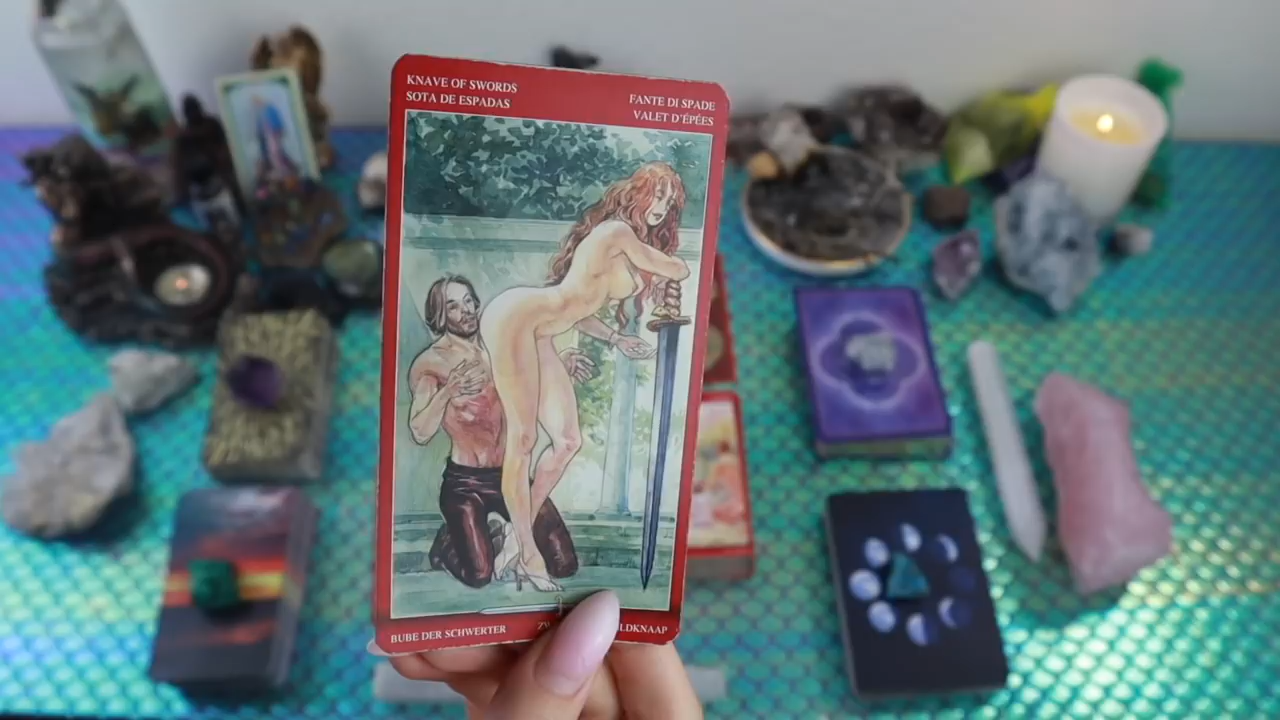 KNAVE OF SWORDS
SOTA DE ESPADAS
FANTE DI SPADE
VALET D'ÉPÉES
BUBE DER SCHWERTER